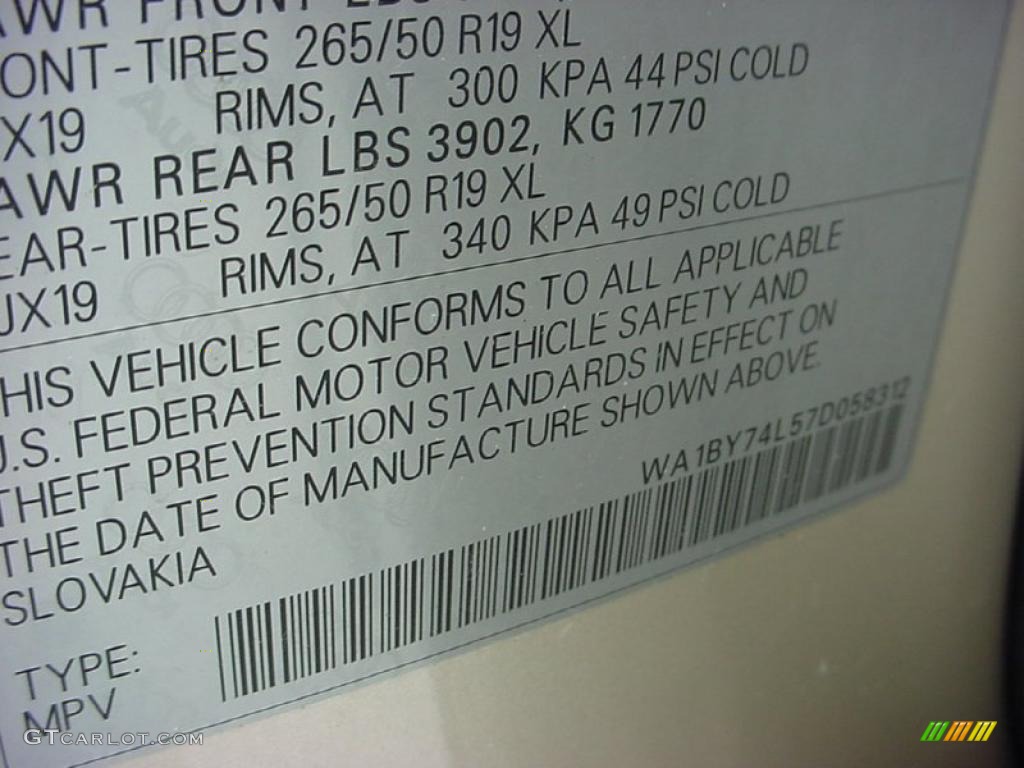 AWR FRONT LBS
ONT-TIRES 265/50 R19 XL
X19 RIMS, AT 300 KPA 44 PSI COLD
AWR REAR LBS 3902, KG 1770
EAR-TIRES 265/50 R19 XL
JX19 RIMS, AT 340 KPA 49 PSI COLD
HIS VEHICLE CONFORMS TO ALL APPLICABLE
U.S. FEDERAL MOTOR VEHICLE SAFETY AND
THEFT PREVENTION STANDARDS IN EFFECT ON
THE DATE OF MANUFACTURE SHOWN ABOVE.
SLOVAKIA
WA1BY74L57D058312
TYPE:
MPV
GTCARLOT.COM